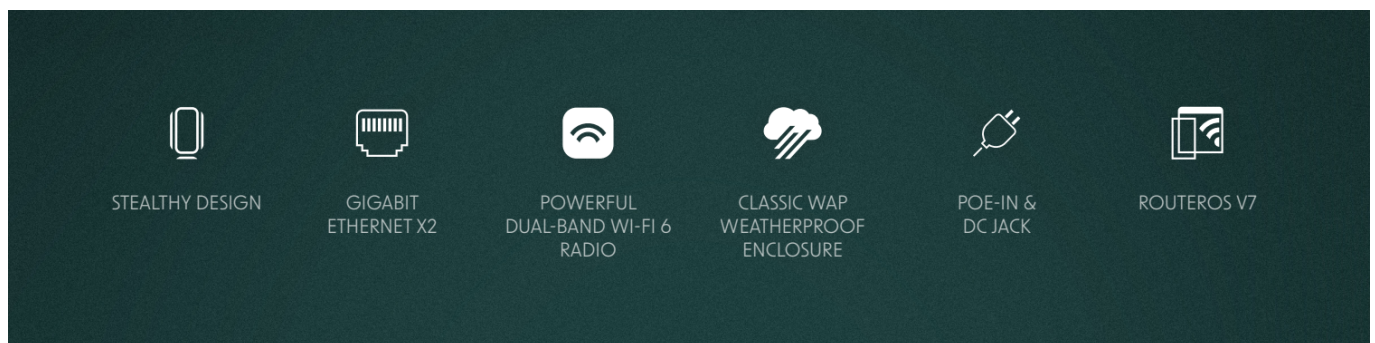 STEALTHY DESIGN
GIGABIT
ETHERNET X2
POWERFUL
DUAL-BAND WI-FI 6
RADIO
CLASSIC WAP
WEATHERPROOF
ENCLOSURE
POE-IN &
DC JACK
ROUTEROS V7